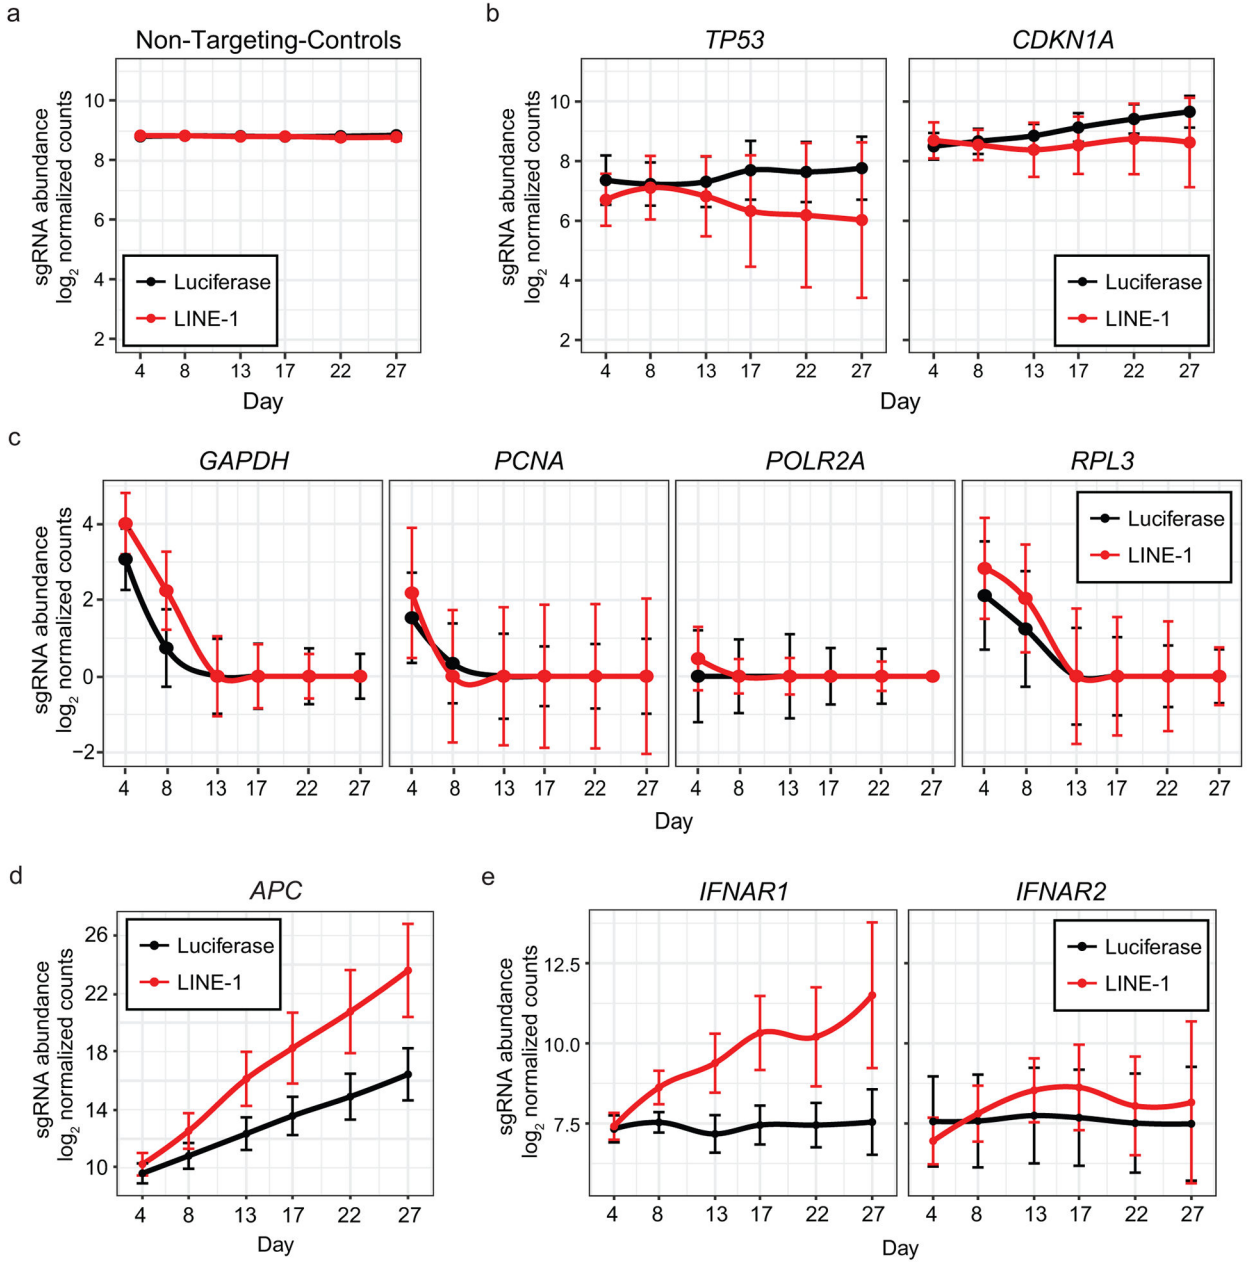 a
Non-Targeting-Controls
sgRNA abundance
log2 normalized counts
10
8
6
4
2
Luciferase
LINE-1
4 8 13 17 22 27
Day
b
TP53
CDKN1A
sgRNA abundance
log2 normalized counts
10
8
6
4
2
Luciferase
LINE-1
4 8 13 17 22 27
4 8 13 17 22 27
Day
c
GAPDH
PCNA
POLR2A
RPL3
sgRNA abundance
log2 normalized counts
4
2
0
−2
Luciferase
LINE-1
4 8 13 17 22 27
4 8 13 17 22 27
4 8 13 17 22 27
4 8 13 17 22 27
Day
d
APC
sgRNA abundance
log2 normalized counts
26
22
18
14
10
Luciferase
LINE-1
4 8 13 17 22 27
Day
e
IFNAR1
IFNAR2
sgRNA abundance
log2 normalized counts
12.5
10.0
7.5
Luciferase
LINE-1
4 8 13 17 22 27
4 8 13 17 22 27
Day